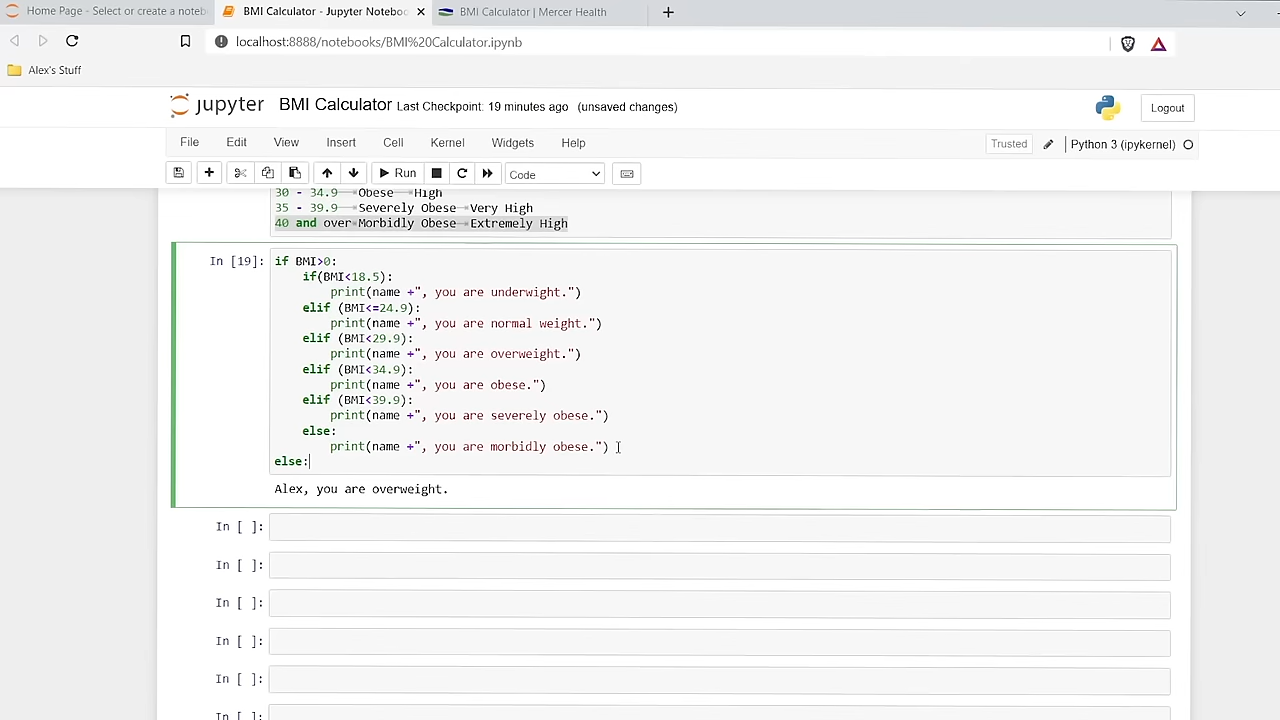 Home Page - Select or create a noteb
BMI Calculator - Jupyter Noteboo
BMI Calculator | Mercer Health
localhost:8888/notebooks/BMI%20Calculator.ipynb
Alex's Stuff
jupyter BMI Calculator Last Checkpoint: 19 minutes ago (unsaved changes)
Logout
File Edit View Insert Cell Kernel Widgets Help
Trusted
Python 3 (ipykernel)
Run
Code
30 - 34.9 Obese High
35 - 39.9 Severely Obese Very High
40 and over Morbidly Obese Extremely High
In [19]:
if BMI>0:
if(BMI<18.5):
print(name +", you are underwight.")
elif (BMI<=24.9):
print(name +", you are normal weight.")
elif (BMI<29.9):
print(name +", you are overweight.")
elif (BMI<34.9):
print(name +", you are obese.")
elif (BMI<39.9):
print(name +", you are severely obese.")
else:
print(name +", you are morbidly obese.")
else:
Alex, you are overweight.
In [ ]:
In [ ]:
In [ ]:
In [ ]:
In [ ]:
In [ ]: